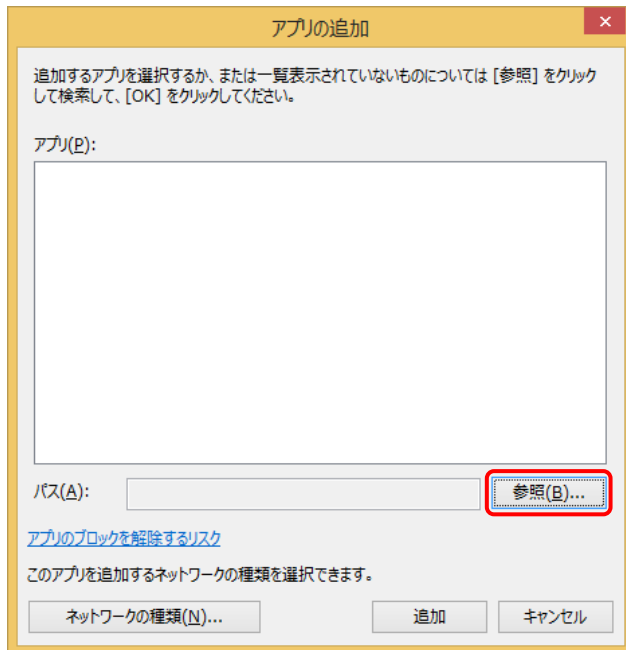 アプリの追加
追加するアプリを選択するか、または一覧表示されていないものについては [参照] をクリック
して検索して、[OK] をクリックしてください。
アプリ(P):
パス(A):
参照(B)...
アプリのブロックを解除するリスク
このアプリを追加するネットワークの種類を選択できます。
ネットワークの種類(N)...
追加
キャンセル